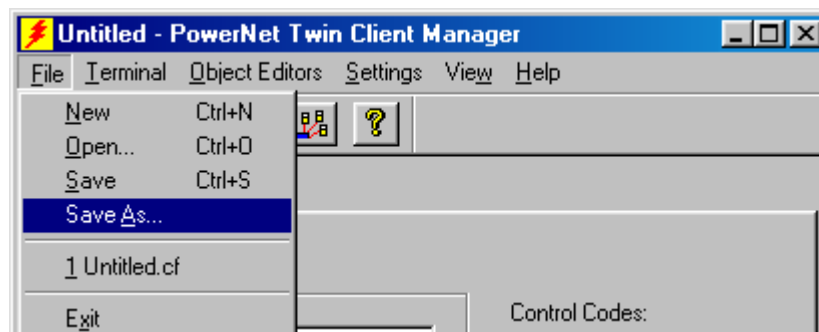 Untitled - PowerNet Twin Client Manager
File Terminal Object Editors Settings View Help
New Ctrl+N
Open... Ctrl+O
Save Ctrl+S
Save As...
1 Untitled.cf
Exit
Control Codes: